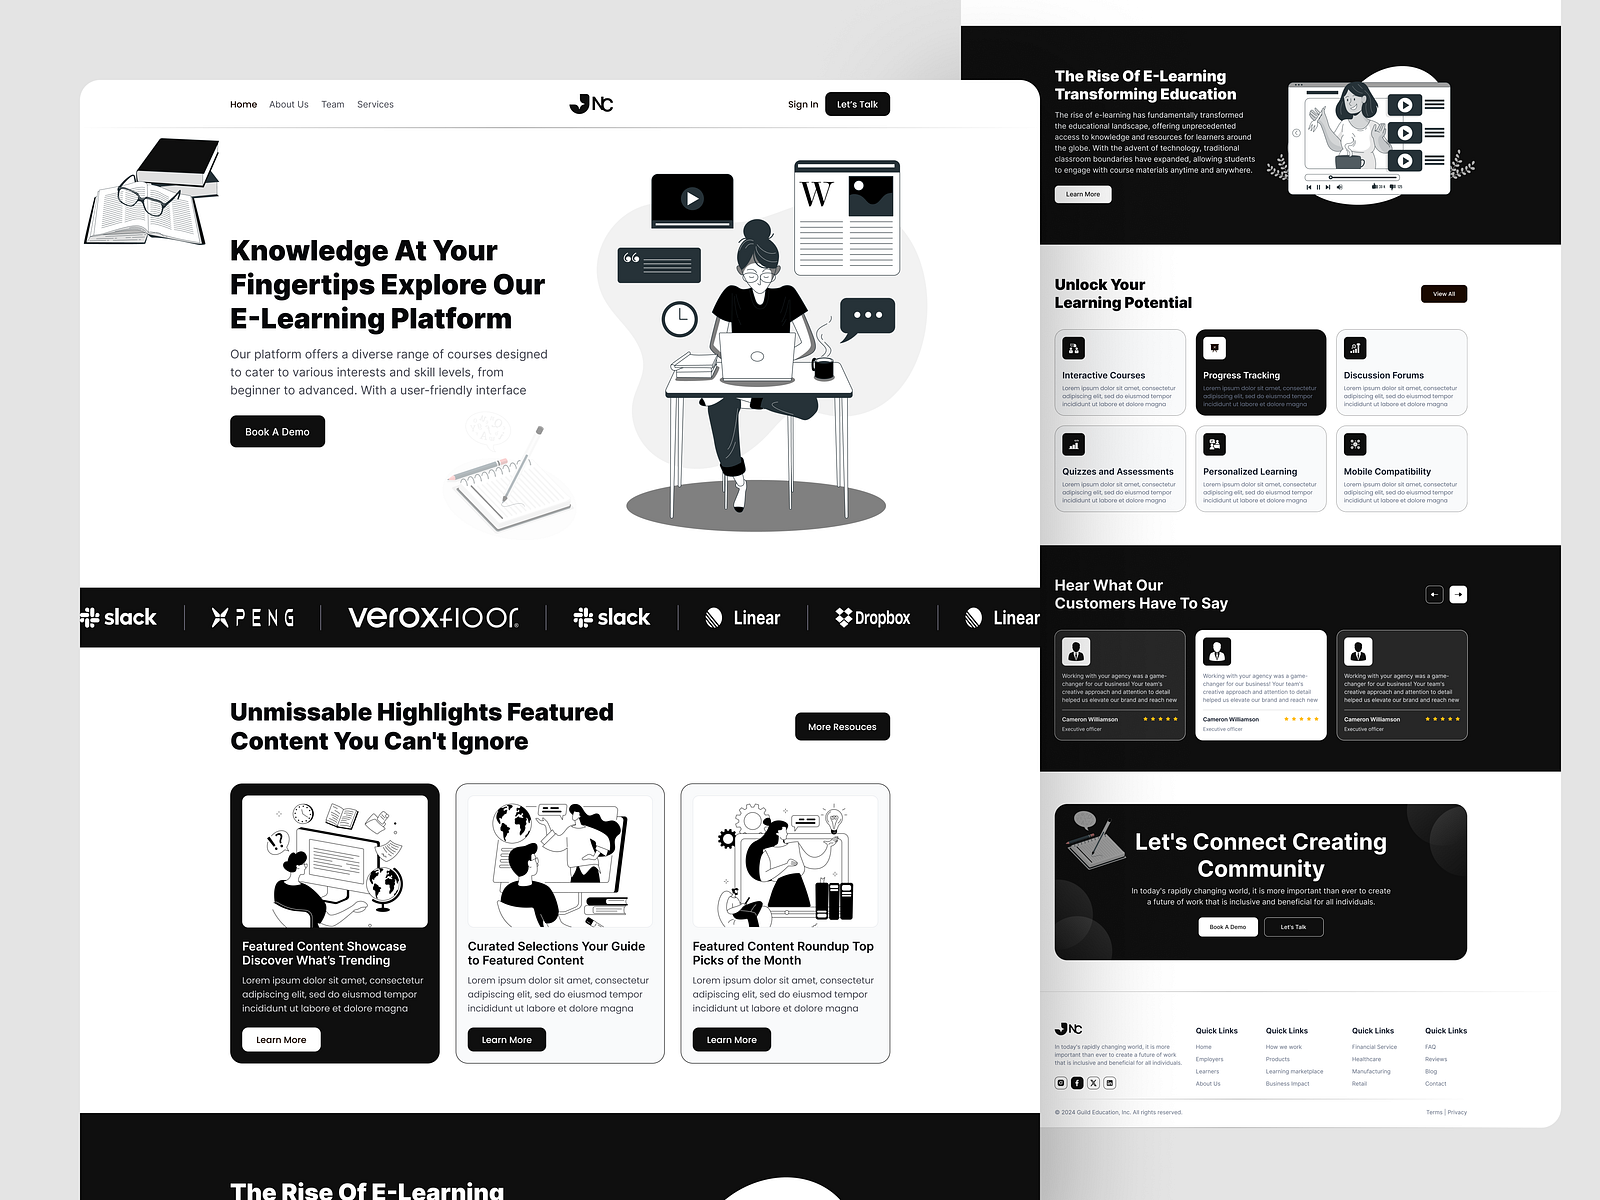 Home About Us Team Services
JNC
Sign In Let's Talk
Knowledge At Your
Fingertips Explore Our
E-Learning Platform
Our platform offers a diverse range of courses designed
to cater to various interests and skill levels, from
beginner to advanced. With a user-friendly interface
Book A Demo
W
slack
XPENG
veroxfloor
slack
Linear
Dropbox
Linear
Unmissable Highlights Featured
Content You Can't Ignore
More Resouces
Featured Content Showcase
Discover What's Trending
Lorem ipsum dolor sit amet, consectetur
adipiscing elit, sed do eiusmod tempor
incididunt ut labore et dolore magna
Learn More
Curated Selections Your Guide
to Featured Content
Lorem ipsum dolor sit amet, consectetur
adipiscing elit, sed do eiusmod tempor
incididunt ut labore et dolore magna
Learn More
Featured Content Roundup Top
Picks of the Month
Lorem ipsum dolor sit amet, consectetur
adipiscing elit, sed do eiusmod tempor
incididunt ut labore et dolore magna
Learn More
The Rise Of E-Learning
The Rise Of E-Learning
Transforming Education
The rise of e-learning has fundamentally transformed
the educational landscape, offering unprecedented
access to knowledge and resources for learners around
the globe. With the advent of technology, traditional
classroom boundaries have expanded, allowing students
to engage with course materials anytime and anywhere.
Learn More
Unlock Your
Learning Potential
View All
Interactive Courses
Lorem ipsum dolor sit amet, consectetur
adipiscing elit, sed do eiusmod tempor
incididunt ut labore et dolore magna
Progress Tracking
Lorem ipsum dolor sit amet, consectetur
adipiscing elit, sed do eiusmod tempor
incididunt ut labore et dolore magna
Discussion Forums
Lorem ipsum dolor sit amet, consectetur
adipiscing elit, sed do eiusmod tempor
incididunt ut labore et dolore magna
Quizzes and Assessments
Lorem ipsum dolor sit amet, consectetur
adipiscing elit, sed do eiusmod tempor
incididunt ut labore et dolore magna
Personalized Learning
Lorem ipsum dolor sit amet, consectetur
adipiscing elit, sed do eiusmod tempor
incididunt ut labore et dolore magna
Mobile Compatibility
Lorem ipsum dolor sit amet, consectetur
adipiscing elit, sed do eiusmod tempor
incididunt ut labore et dolore magna
Hear What Our
Customers Have To Say
Working with your agency was a game-
changer for our business! Your team's
creative approach and attention to detail
helped us elevate our brand and reach new
Cameron Williamson
Executive officer
Working with your agency was a game-
changer for our business! Your team's
creative approach and attention to detail
helped us elevate our brand and reach new
Cameron Williamson
Executive officer
Working with your agency was a game-
changer for our business! Your team's
creative approach and attention to detail
helped us elevate our brand and reach new
Cameron Williamson
Executive officer
Let's Connect Creating
Community
In today's rapidly changing world, it is more important than ever to create
a future of work that is inclusive and beneficial for all individuals.
Book A Demo
Let's Talk
JNC
In today's rapidly changing world, it is more
important than ever to create a future of work
that is inclusive and beneficial for all individuals.
Quick Links
Home
Employers
Learners
About Us
Quick Links
How we work
Products
Learning marketplace
Business Impact
Quick Links
Financial Service
Healthcare
Manufacturing
Retail
Quick Links
FAQ
Reviews
Blog
Contact
© 2024 Guild Education, Inc. All rights reserved.
Terms | Privacy